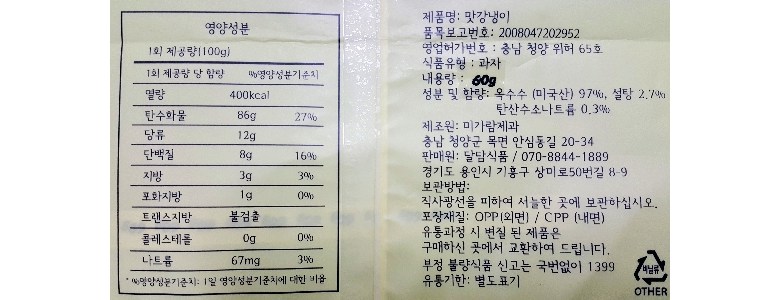 영양성분
1회 제공량(100g)
1회 제공량 당 함량 %영양성분기준치
열량 400kcal
탄수화물 86g 27%
당류 12g
단백질 8g 16%
지방 3g 3%
포화지방 1g 0%
트랜스지방 불검출
콜레스테롤 0g 0%
나트륨 67mg 3%
* %영양성분기준치: 1일 영양성분기준치에 대한 비율
제품명: 맛강냉이
품목보고번호: 2008047202952
영업허가번호 : 충남 청양 위허 65호
식품유형 : 과자
내용량 : 60g
성분 및 함량: 옥수수 (미국산) 97%, 설탕 2.7%
탄산수소나트륨 0.3%
제조원: 미가람제과
충남 청양군 목면 안심동길 20-34
판매원: 달담식품 / 070-8844-1889
경기도 용인시 기흥구 상미로50번길 8-9
보관방법:
직사광선을 피하여 서늘한 곳에 보관하십시오.
포장재질: OPP(외면) / CPP (내면)
유통과정 시 변질 된 제품은
구매하신 곳에서 교환하여 드립니다.
부정 불량식품 신고는 국번없이 1399
유통기한: 별도표기
비닐류
OTHER